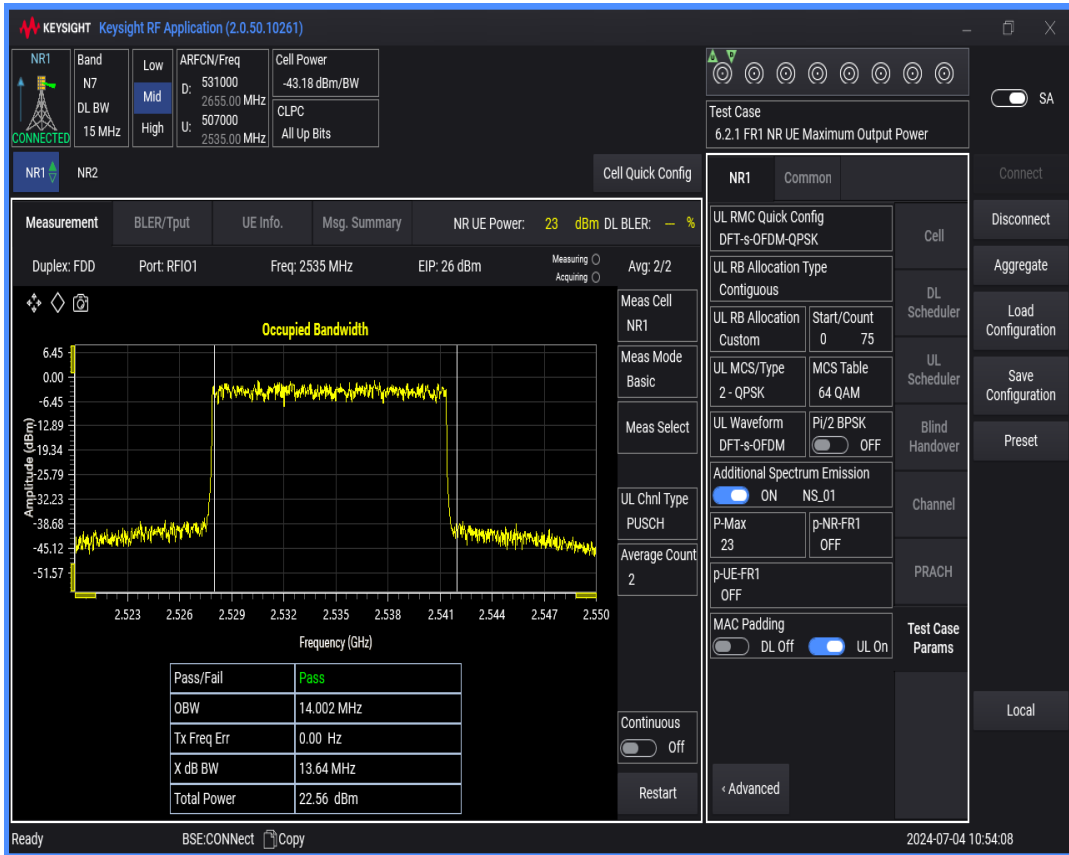 KEYSIGHT Keysight RF Application (2.0.50.10261)
NR1
CONNECTED
Band
N7
DL BW
15 MHz
Low
Mid
High
ARFCN/Freq
D: 531000
2655.00 MHz
U: 507000
2535.00 MHz
Cell Power
-43.18 dBm/BW
CLPC
All Up Bits
Test Case
6.2.1 FR1 NR UE Maximum Output Power
SA
NR1 NR2 Cell Quick Config
Measurement BLER/Tput UE Info. Msg. Summary NR UE Power: 23 dBm DL BLER: --- %
Duplex: FDD Port: RFIO1 Freq: 2535 MHz EIP: 26 dBm Measuring Acquiring Avg: 2/2
Occupied Bandwidth
Amplitude (dBm)
6.45
0.00
-6.45
-12.89
-19.34
-25.79
-32.23
-38.68
-45.12
-51.57
2.523 2.526 2.529 2.532 2.535 2.538 2.541 2.544 2.547 2.550
Frequency (GHz)
Pass/Fail Pass
OBW 14.002 MHz
Tx Freq Err 0.00 Hz
X dB BW 13.64 MHz
Total Power 22.56 dBm
Meas Cell
NR1
Meas Mode
Basic
Meas Select
UL Chnl Type
PUSCH
Average Count
2
Continuous
Off
Restart
NR1 Common
UL RMC Quick Config
DFT-s-OFDM-QPSK
UL RB Allocation Type
Contiguous
UL RB Allocation
Custom
Start/Count
0 75
UL MCS/Type
2 - QPSK
MCS Table
64 QAM
UL Waveform
DFT-s-OFDM
Pi/2 BPSK
OFF
Additional Spectrum Emission
ON NS_01
P-Max
23
p-NR-FR1
OFF
p-UE-FR1
OFF
MAC Padding
DL Off UL On
‹ Advanced
Cell
DL
Scheduler
UL
Scheduler
Blind
Handover
Channel
PRACH
Test Case
Params
Connect
Disconnect
Aggregate
Load
Configuration
Save
Configuration
Preset
Local
Ready BSE:CONNect Copy 2024-07-04 10:54:08